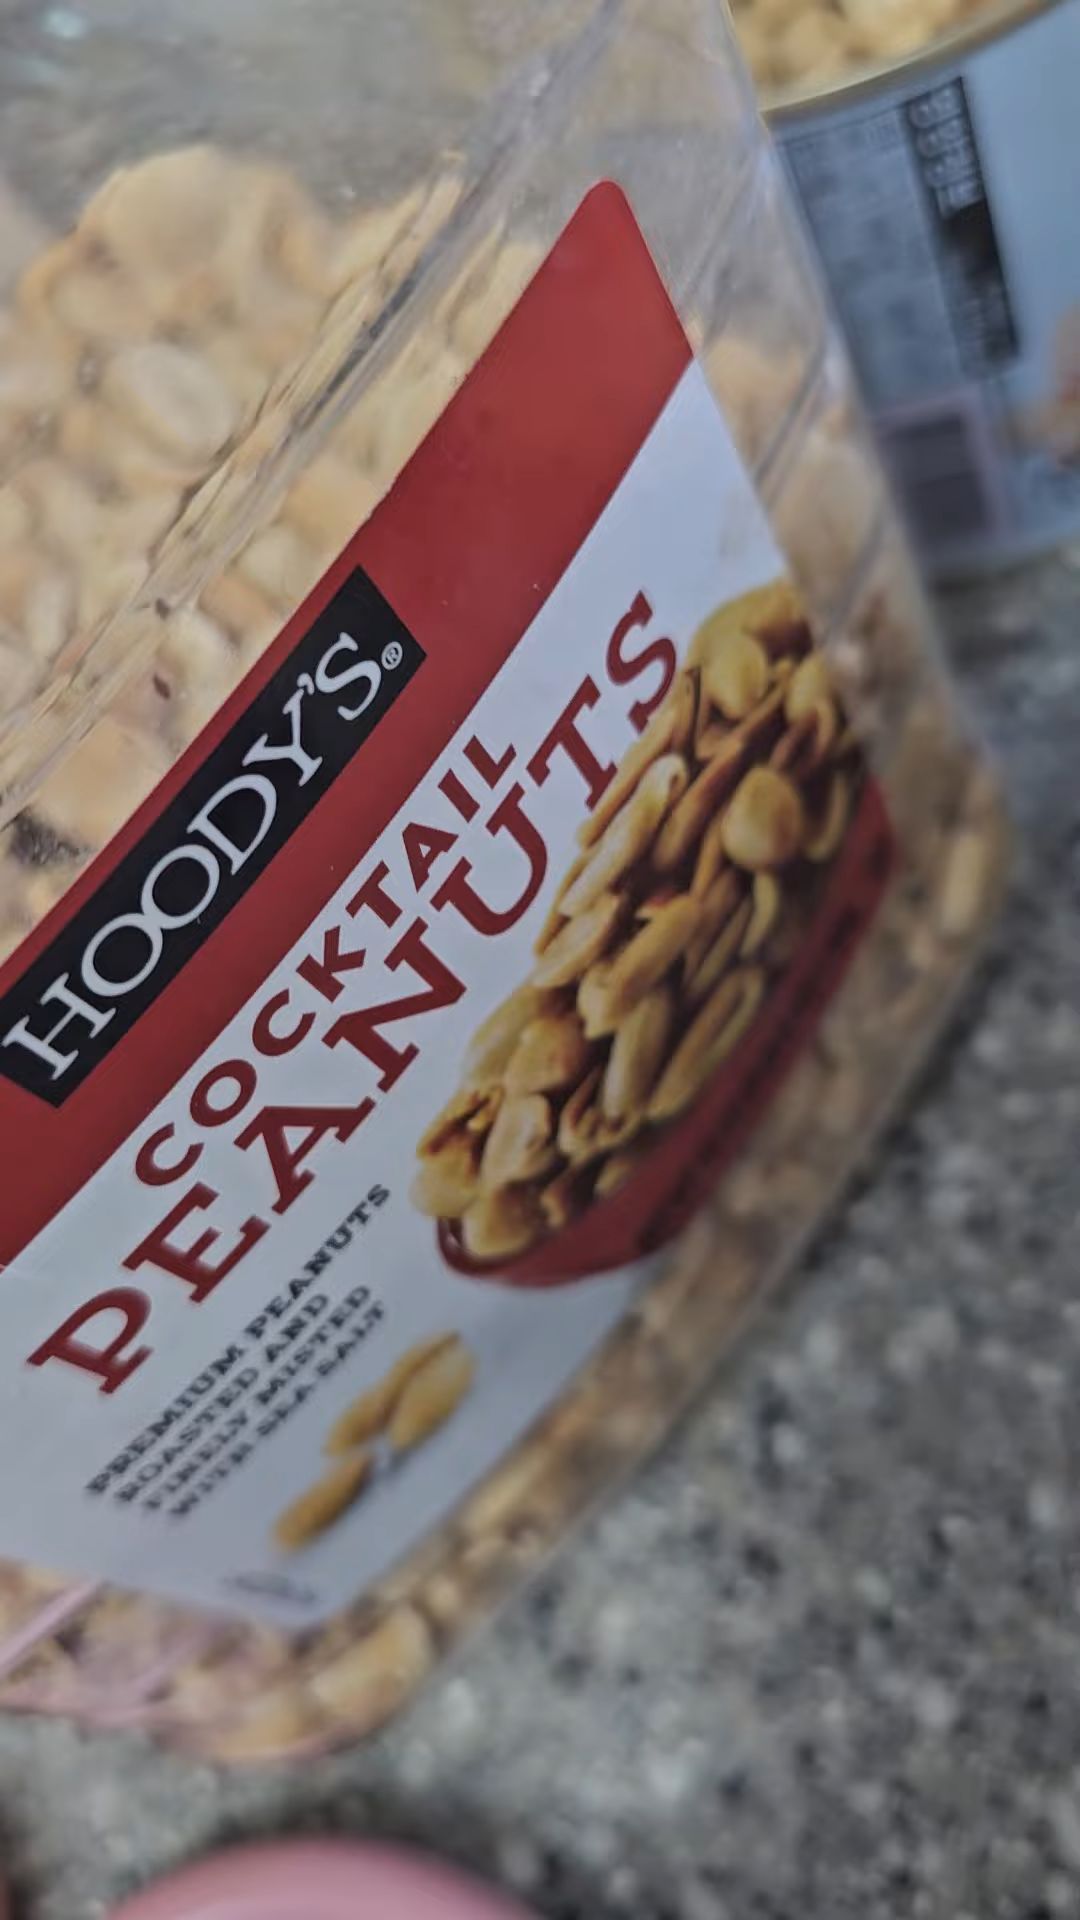 HOODY'S®
COCKTAIL
PEANUTS
PREMIUM PEANUTS
ROASTED AND
FINELY MISTED
WITH SEA SALT